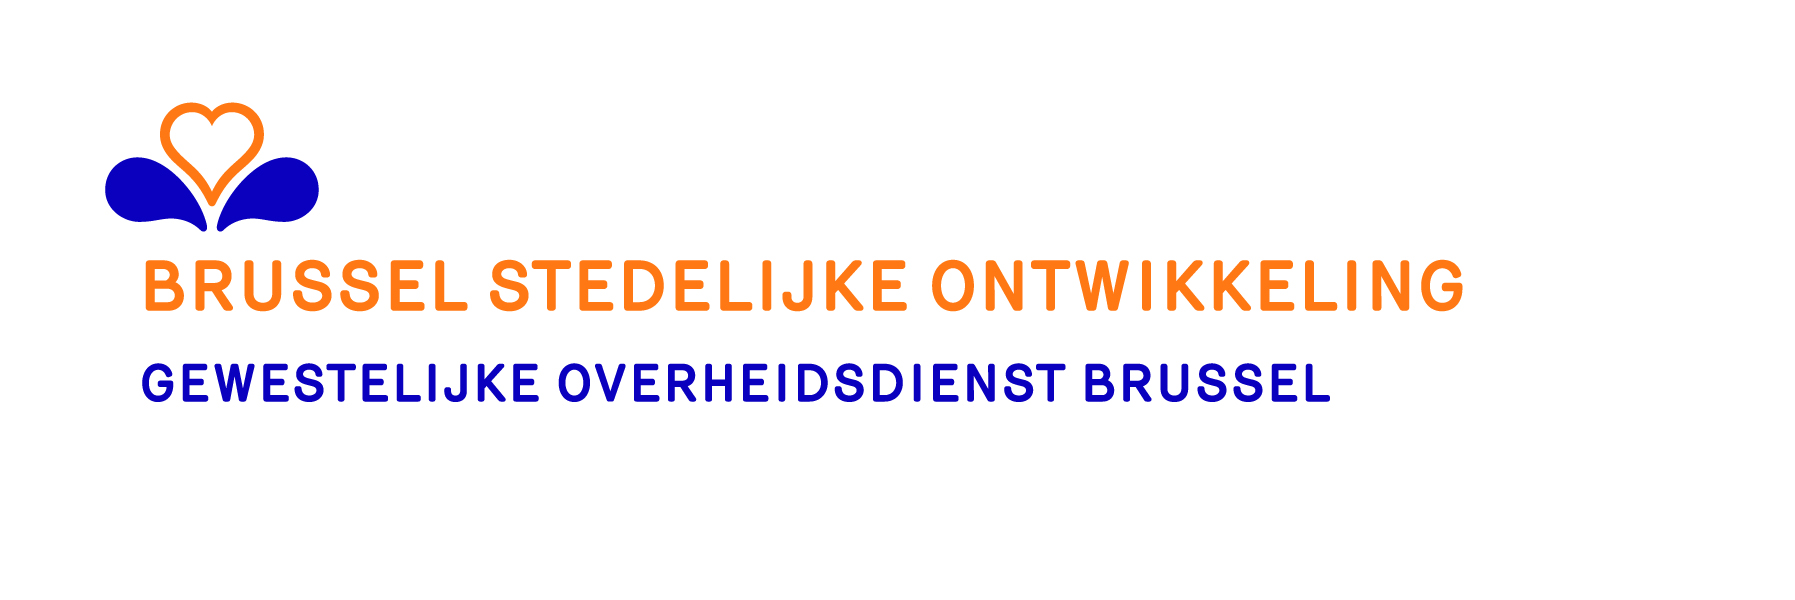 BRUSSEL STEDELIJKE ONTWIKKELING
GEWESTELIJKE OVERHEIDSDIENST BRUSSEL